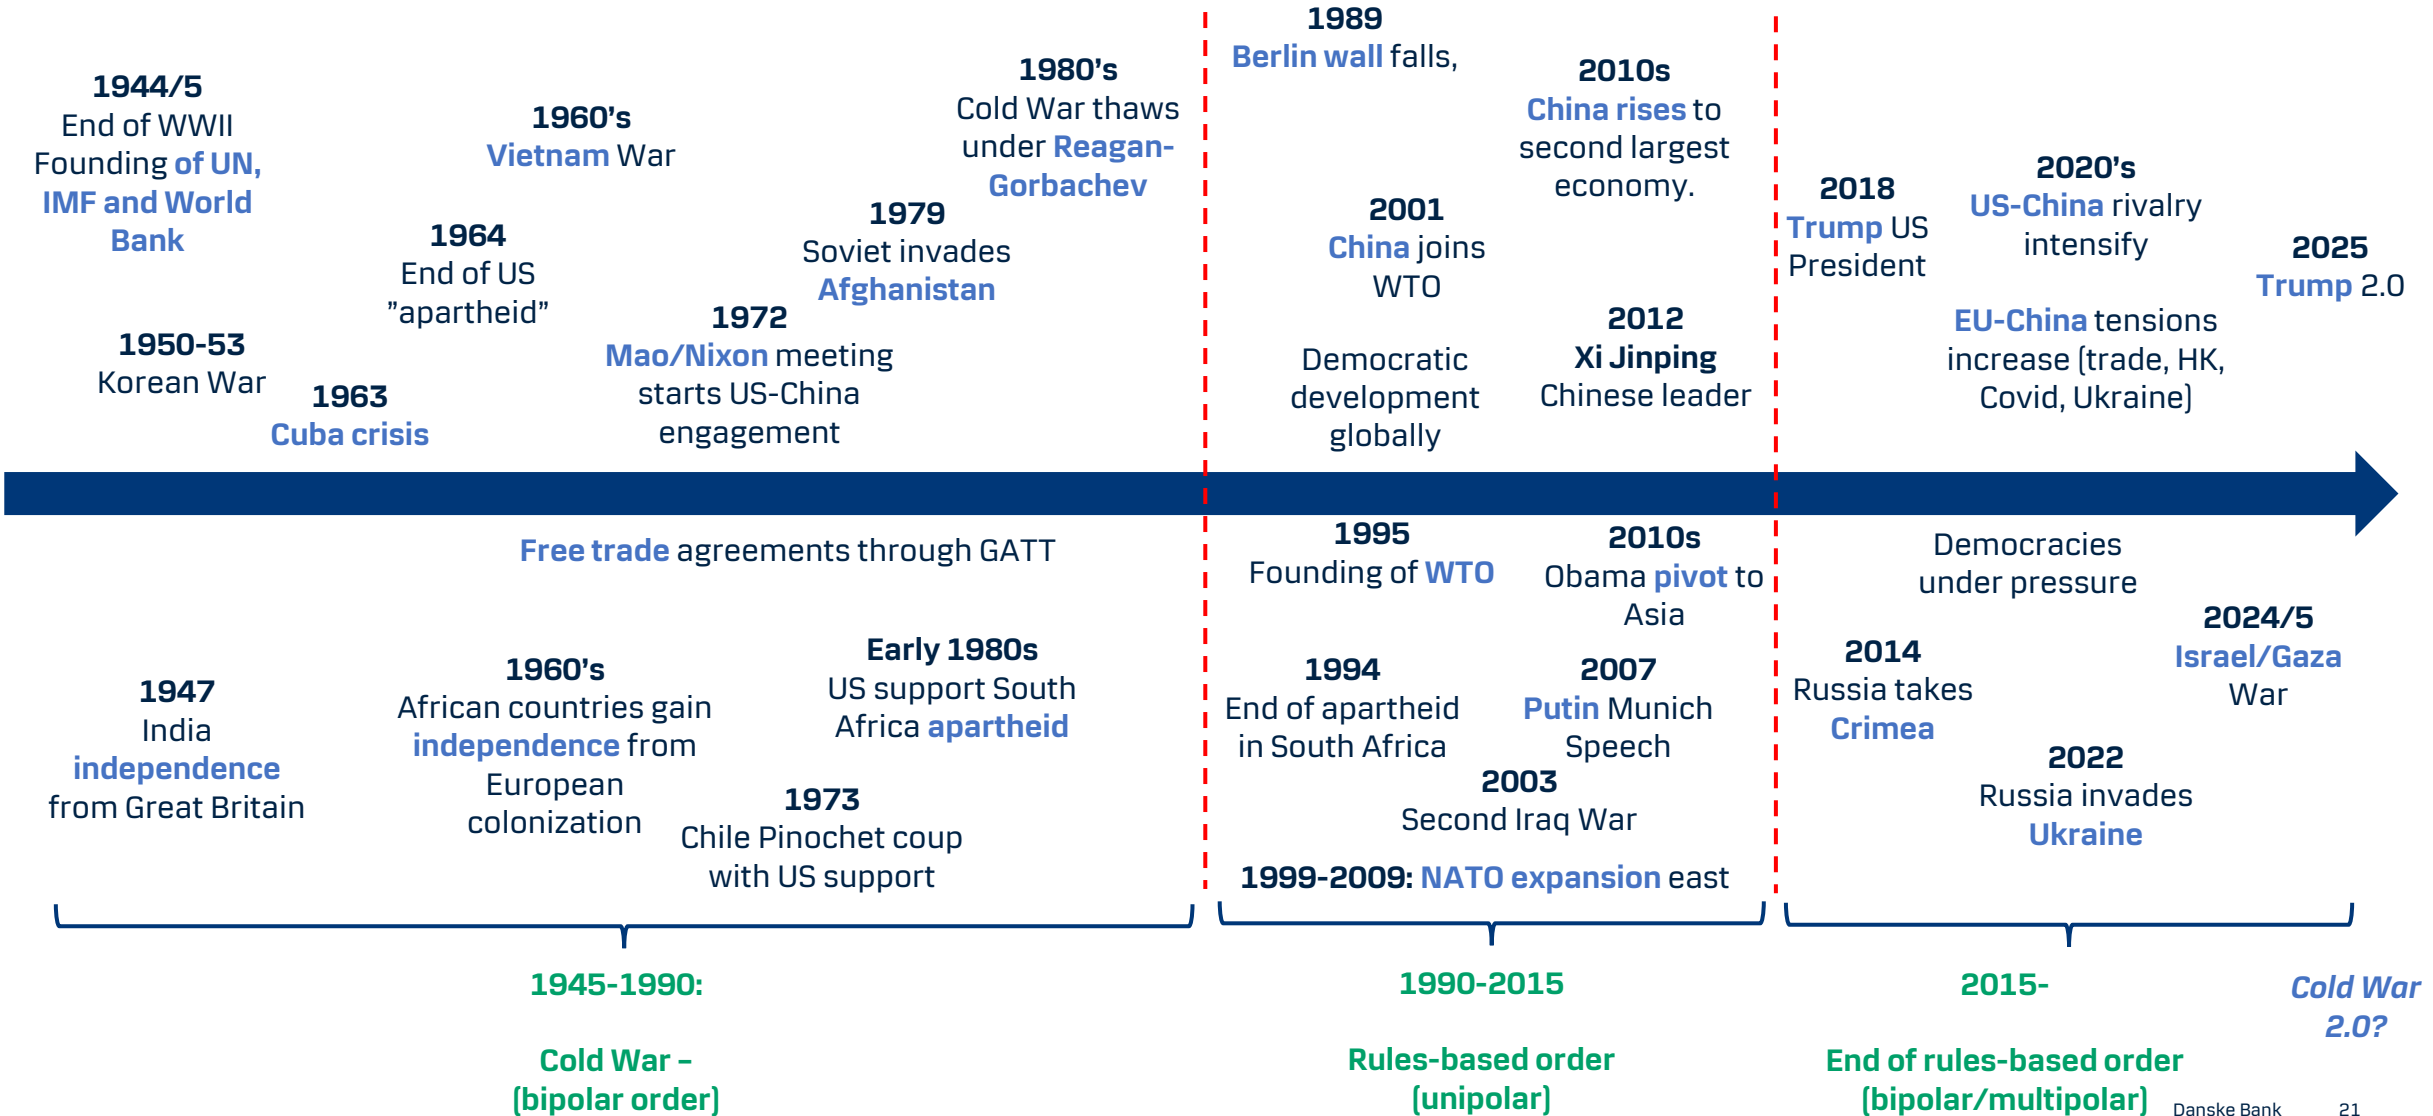 1944/5
End of WWII
Founding of UN,
IMF and World
Bank
1950-53
Korean War
1963
Cuba crisis
1964
End of US
”apartheid”
1960’s
Vietnam War
1972
Mao/Nixon meeting
starts US-China
engagement
1979
Soviet invades
Afghanistan
1980’s
Cold War thaws
under Reagan-
Gorbachev
1989
Berlin wall falls,
2001
China joins
WTO
Democratic
development
globally
2010s
China rises to
second largest
economy.
2012
Xi Jinping
Chinese leader
2018
Trump US
President
2020’s
US-China rivalry
intensify
EU-China tensions
increase (trade, HK,
Covid, Ukraine)
2025
Trump 2.0
Free trade agreements through GATT
1947
India
independence
from Great Britain
1960’s
African countries gain
independence from
European
colonization
Early 1980s
US support South
Africa apartheid
1973
Chile Pinochet coup
with US support
1995
Founding of WTO
2010s
Obama pivot to
Asia
1994
End of apartheid
in South Africa
2007
Putin Munich
Speech
2003
Second Iraq War
1999-2009: NATO expansion east
Democracies
under pressure
2014
Russia takes
Crimea
2024/5
Israel/Gaza
War
2022
Russia invades
Ukraine
1945-1990:
Cold War –
(bipolar order)
1990-2015
Rules-based order
(unipolar)
2015-
End of rules-based order
(bipolar/multipolar)
Cold War
2.0?
Danske Bank 21